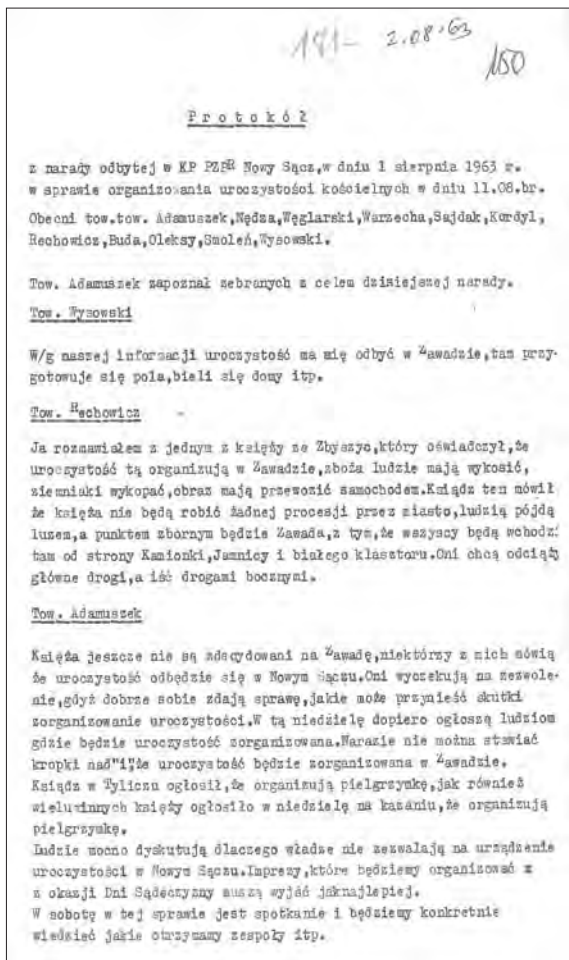 181- 2.08.63
150
Protokół
z narady odbytej w KP PZPR Nowy Sącz,w dniu 1 sierpnia 1963 r.
w sprawie organizowania uroczystości kościelnych w dniu 11.08.br.
Obecni tow.tow. Adamuszek,Nędza,Węglarski,Warzecha,Sajdak,Kordyl,
Rechowicz,Buda,Oleksy,Smoleń,Wysowski.
Tow. Adamuszek zapoznał zebranych z celem dzisiejszej narady.
Tow. Wysowski
W/g naszej informacji uroczystość ma mię odbyć w Zawadzie,tam przy-
gotowuje się pola,bieli się domy itp.
Tow. Rechowicz
Ja rozmawiałem z jednym z księży ze Zbyszyc,który oświadczył,że
uroczystość tą organizują w Zawadzie,zboża ludzie mają wykosić,
ziemniaki wykopać,obraz mają przewozić samochodem.Ksiądz ten mówił
że księża nie będą robić żadnej procesji przez miasto,ludzią pójdą
luzem,a punktem zbornym będzie Zawada,z tym,że wszyscy będą wchodzi
tam od strony Kamionki,Jamnicy i białego klasztoru.Oni chcą odciąż
główne drogi,a iść drogami bocznymi.
Tow. Adamuszek
Księża jeszcze nie są zdecydowani na Zawadę,niektórzy z nich mówią
że uroczystość odbędzie się w Nowym Sączu.Oni wyczekują na zezwole-
nie,gdyż dobrze sobie zdają sprawę,jakie może przynieść skutki
zorganizowanie uroczystości.W tą niedzielę dopiero ogłoszą ludziom
gdzie będzie uroczystość zorganizowana.Narazie nie można stawiać
kropki nad"i",że uroczystość będzie zorganizowana w Zawadzie.
Ksiądz w Tyliczu ogłosił,że organizują pielgrzymkę,jak również
wielu innych księży ogłosiło w niedzielę na kazaniu,że organizują
pielgrzymkę.
Ludzie mocno dyskutują dlaczego władze nie zezwalają na urządzenie
uroczystości w Nowym Sączu.Imprezy,które będziemy organizować z
z okazji Dni Sądeczyzny muszą wyjść jaknajlepiej.
W sobotę w tej sprawie jest spotkanie i będziemy konkretnie
wiedzieć jakie otrzymamy zespoły itp.